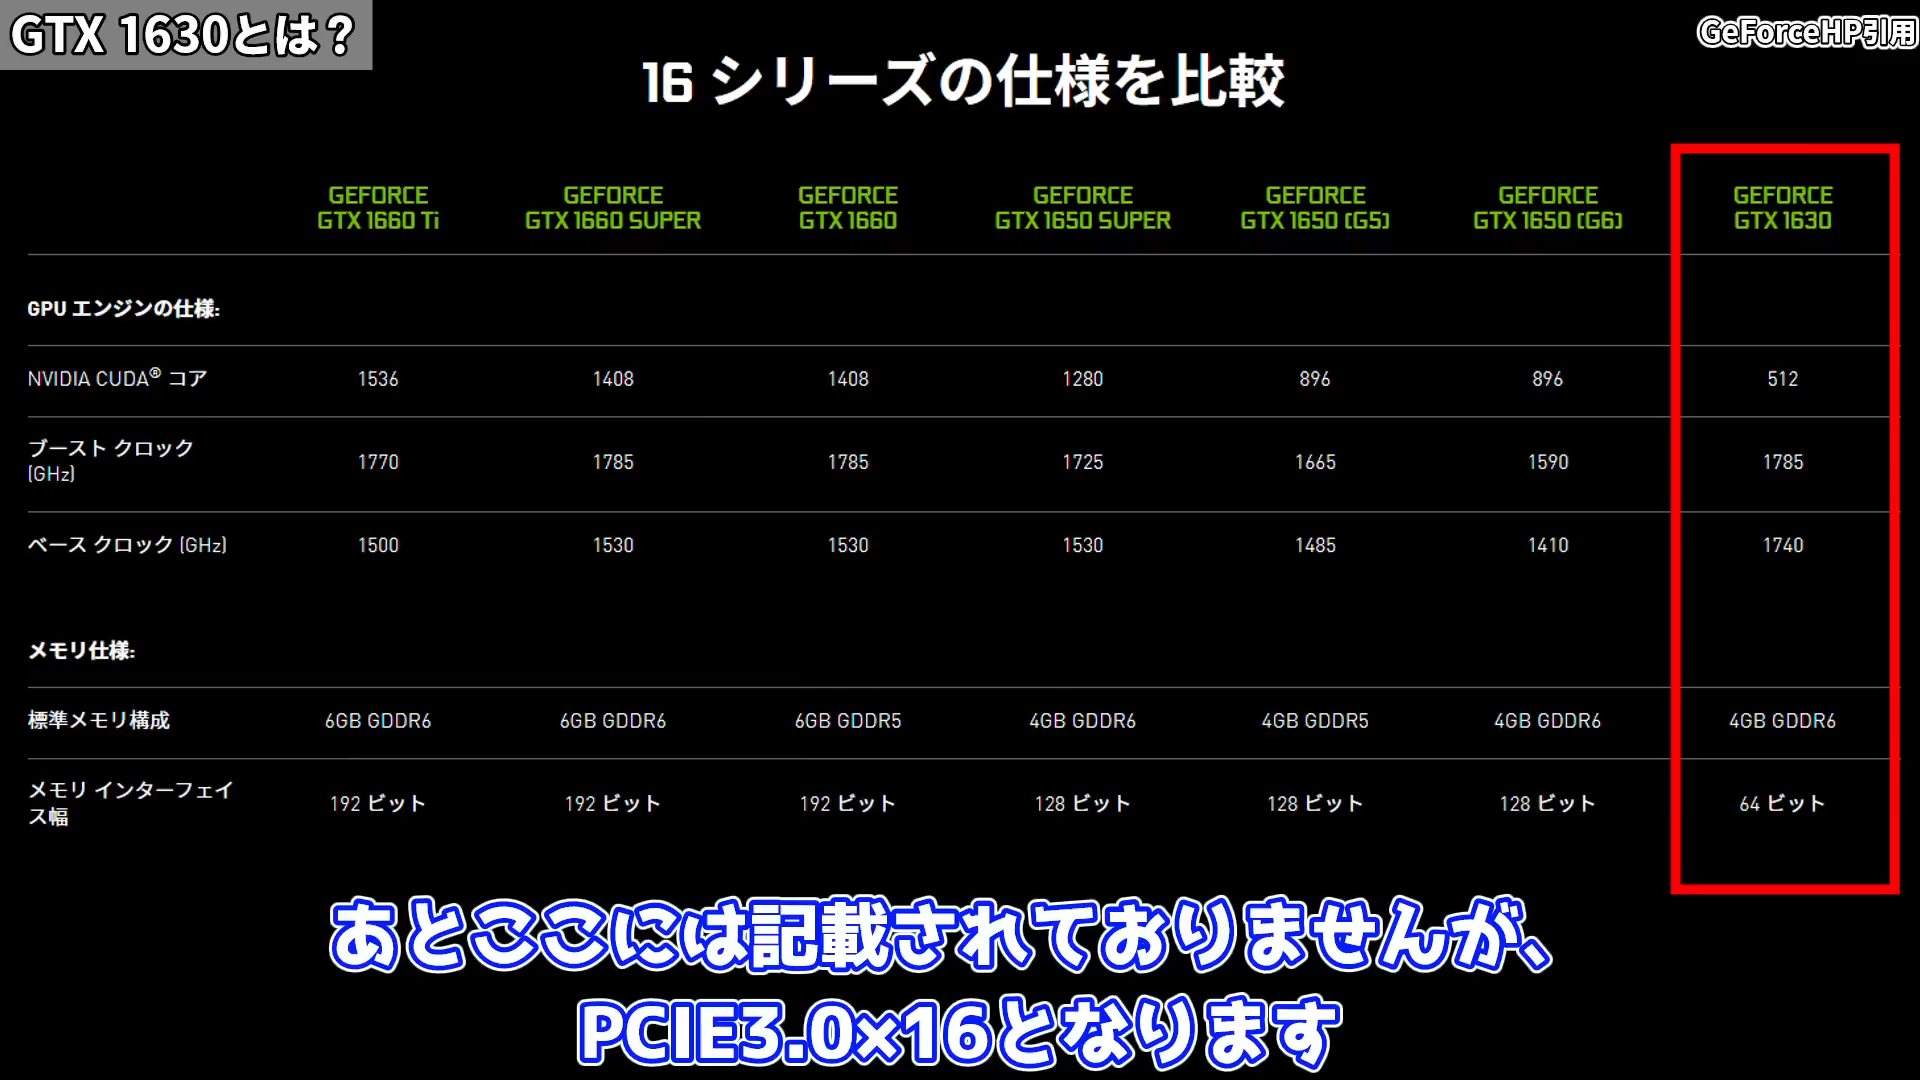 GTX 1630とは？
GeForceHP引用
16 シリーズの仕様を比較
GEFORCE GTX 1660 Ti
GEFORCE GTX 1660 SUPER
GEFORCE GTX 1660
GEFORCE GTX 1650 SUPER
GEFORCE GTX 1650 (G5)
GEFORCE GTX 1650 (G6)
GEFORCE GTX 1630
GPU エンジンの仕様:
NVIDIA CUDA® コア 1536 1408 1408 1280 896 896 512
ブースト クロック (GHz) 1770 1785 1785 1725 1665 1590 1785
ベース クロック (GHz) 1500 1530 1530 1530 1485 1410 1740
メモリ仕様:
標準メモリ構成 6GB GDDR6 6GB GDDR6 6GB GDDR5 4GB GDDR6 4GB GDDR5 4GB GDDR6 4GB GDDR6
メモリ インターフェイス幅 192 ビット 192 ビット 192 ビット 128 ビット 128 ビット 128 ビット 64 ビット
あとここには記載されておりませんが、
PCIE3.0×16となります